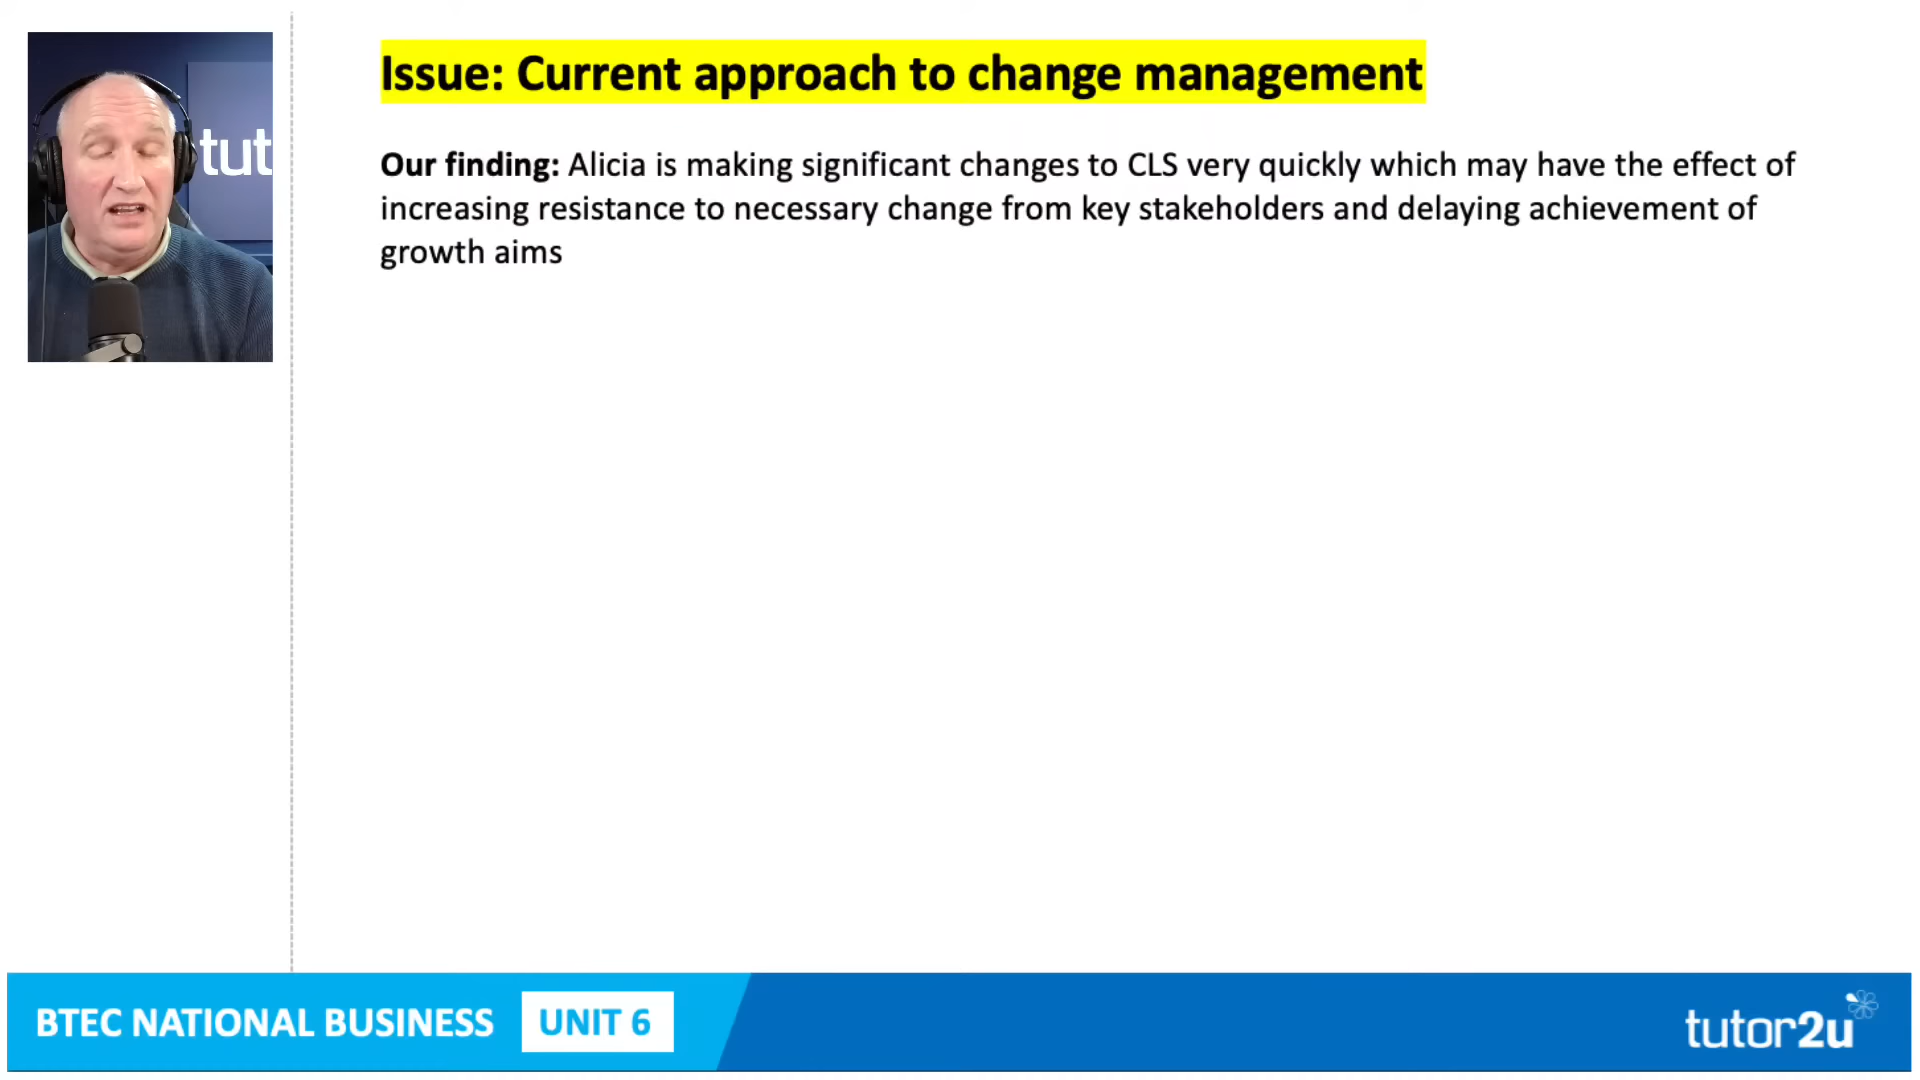 tut
Issue: Current approach to change management
Our finding: Alicia is making significant changes to CLS very quickly which may have the effect of
increasing resistance to necessary change from key stakeholders and delaying achievement of
growth aims
BTEC NATIONAL BUSINESS UNIT 6
tutor2u